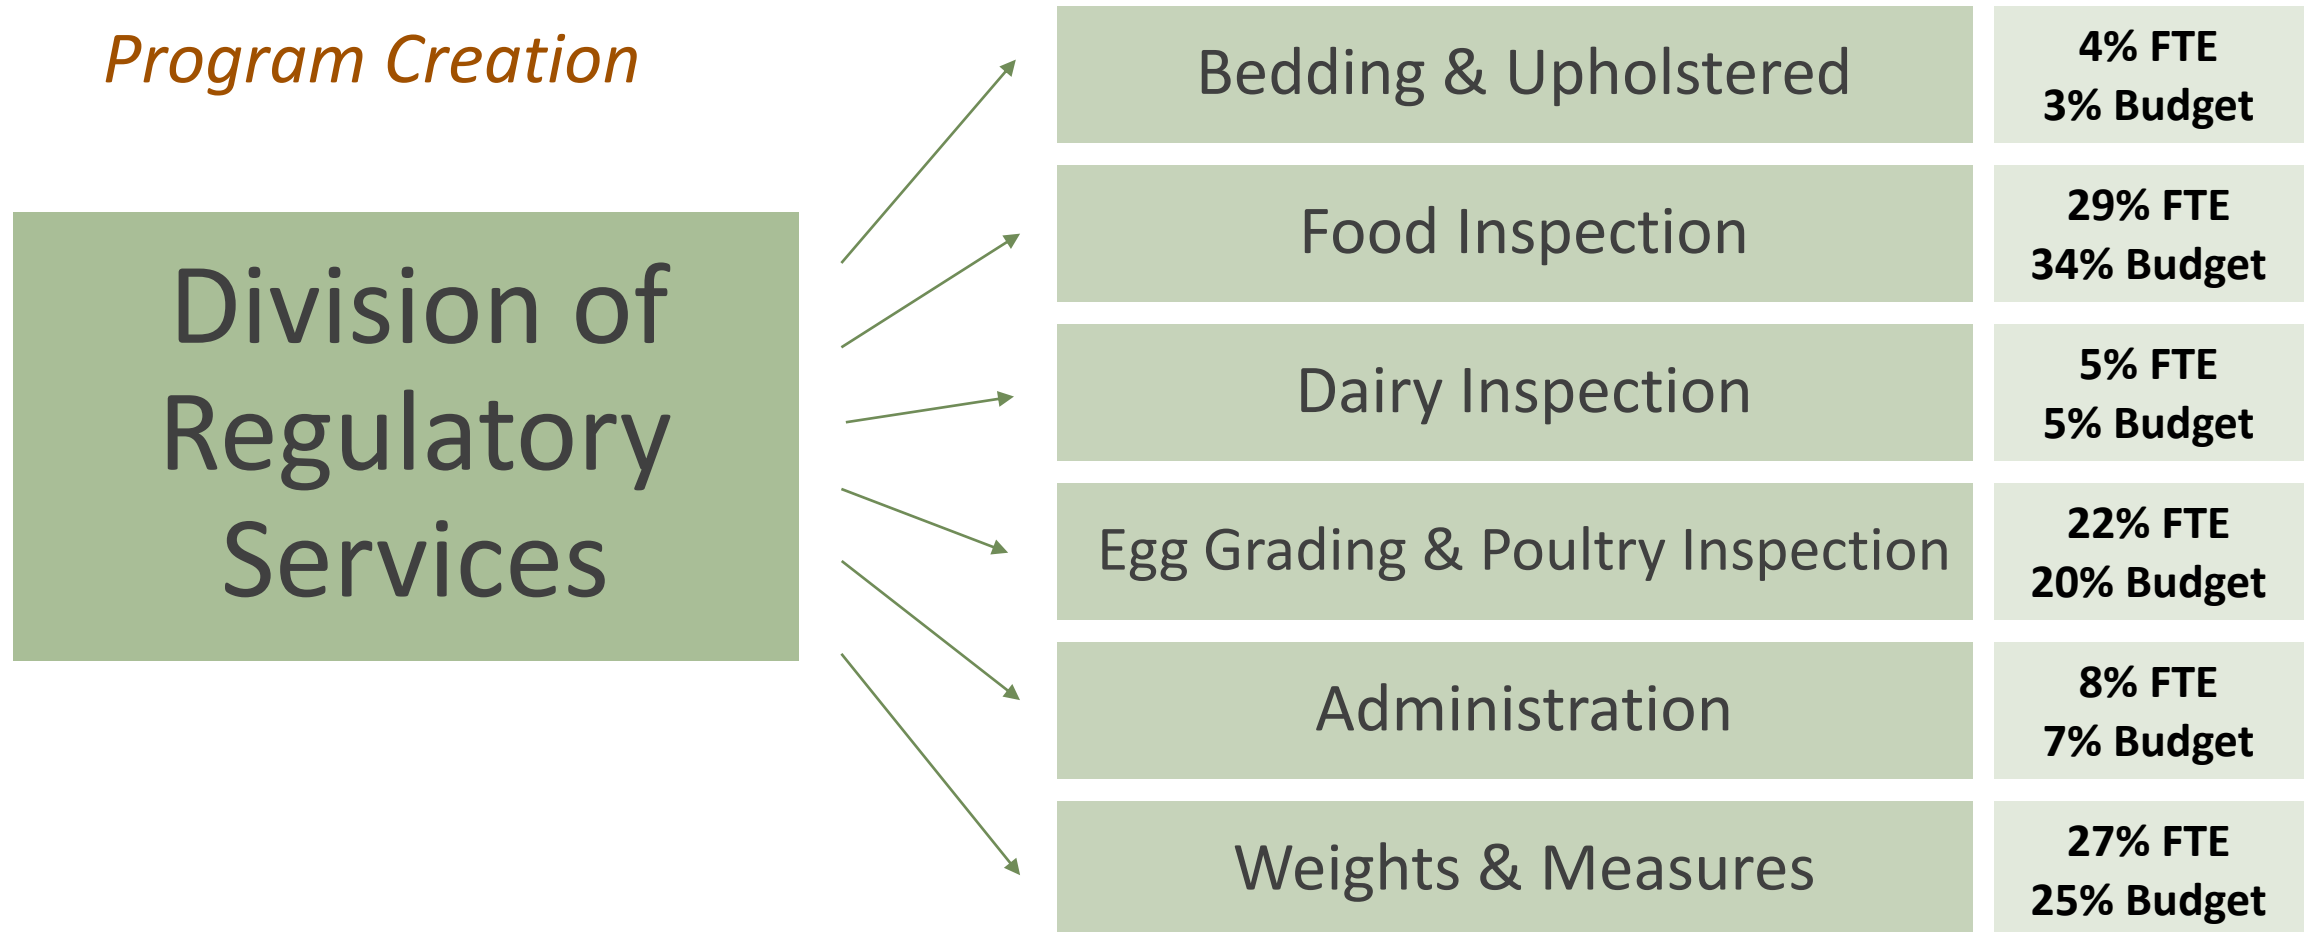 Program Creation
Division of
Regulatory
Services
Bedding & Upholstered
4% FTE
3% Budget
Food Inspection
29% FTE
34% Budget
Dairy Inspection
5% FTE
5% Budget
Egg Grading & Poultry Inspection
22% FTE
20% Budget
Administration
8% FTE
7% Budget
Weights & Measures
27% FTE
25% Budget